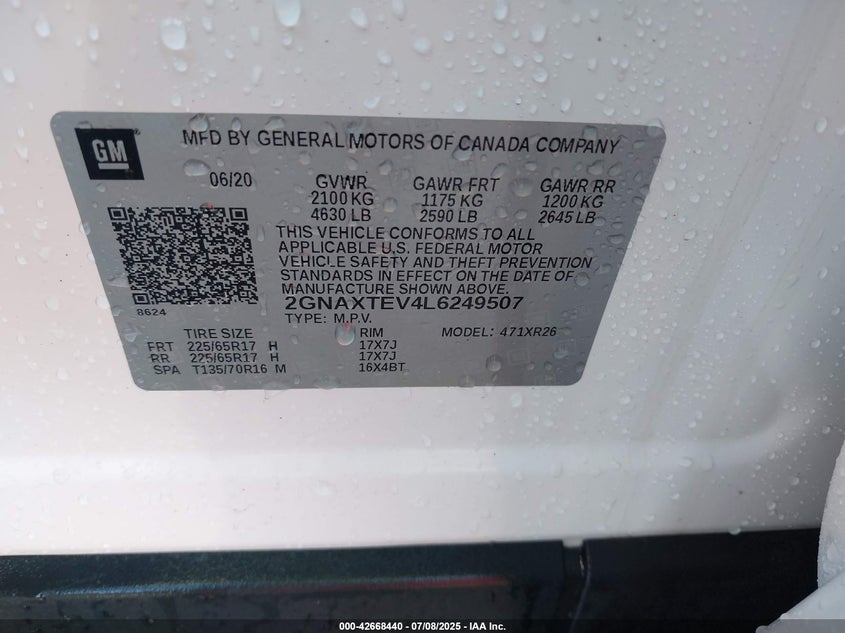 GM
MFD BY GENERAL MOTORS OF CANADA COMPANY
06/20 GVWR GAWR FRT GAWR RR
2100 KG 1175 KG 1200 KG
4630 LB 2590 LB 2645 LB
THIS VEHICLE CONFORMS TO ALL
APPLICABLE U.S. FEDERAL MOTOR
VEHICLE SAFETY AND THEFT PREVENTION
STANDARDS IN EFFECT ON THE DATE OF
MANUFACTURE SHOWN ABOVE.
2GNAXTEV4L6249507
8624 TYPE: M.P.V.
TIRE SIZE RIM MODEL: 471XR26
FRT 225/65R17 H 17X7J
RR 225/65R17 H 17X7J
SPA T135/70R16 M 16X4BT
000-42668440 - 07/08/2025 - IAA Inc.